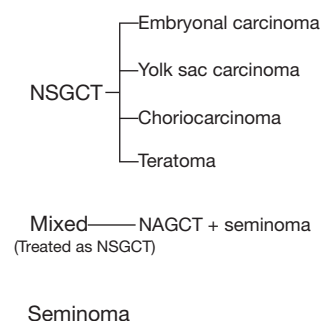 Embryonal carcinoma
Yolk sac carcinoma
NSGCT
Choriocarcinoma
Teratoma
Mixed
NAGCT + seminoma
(Treated as NSGCT)
Seminoma